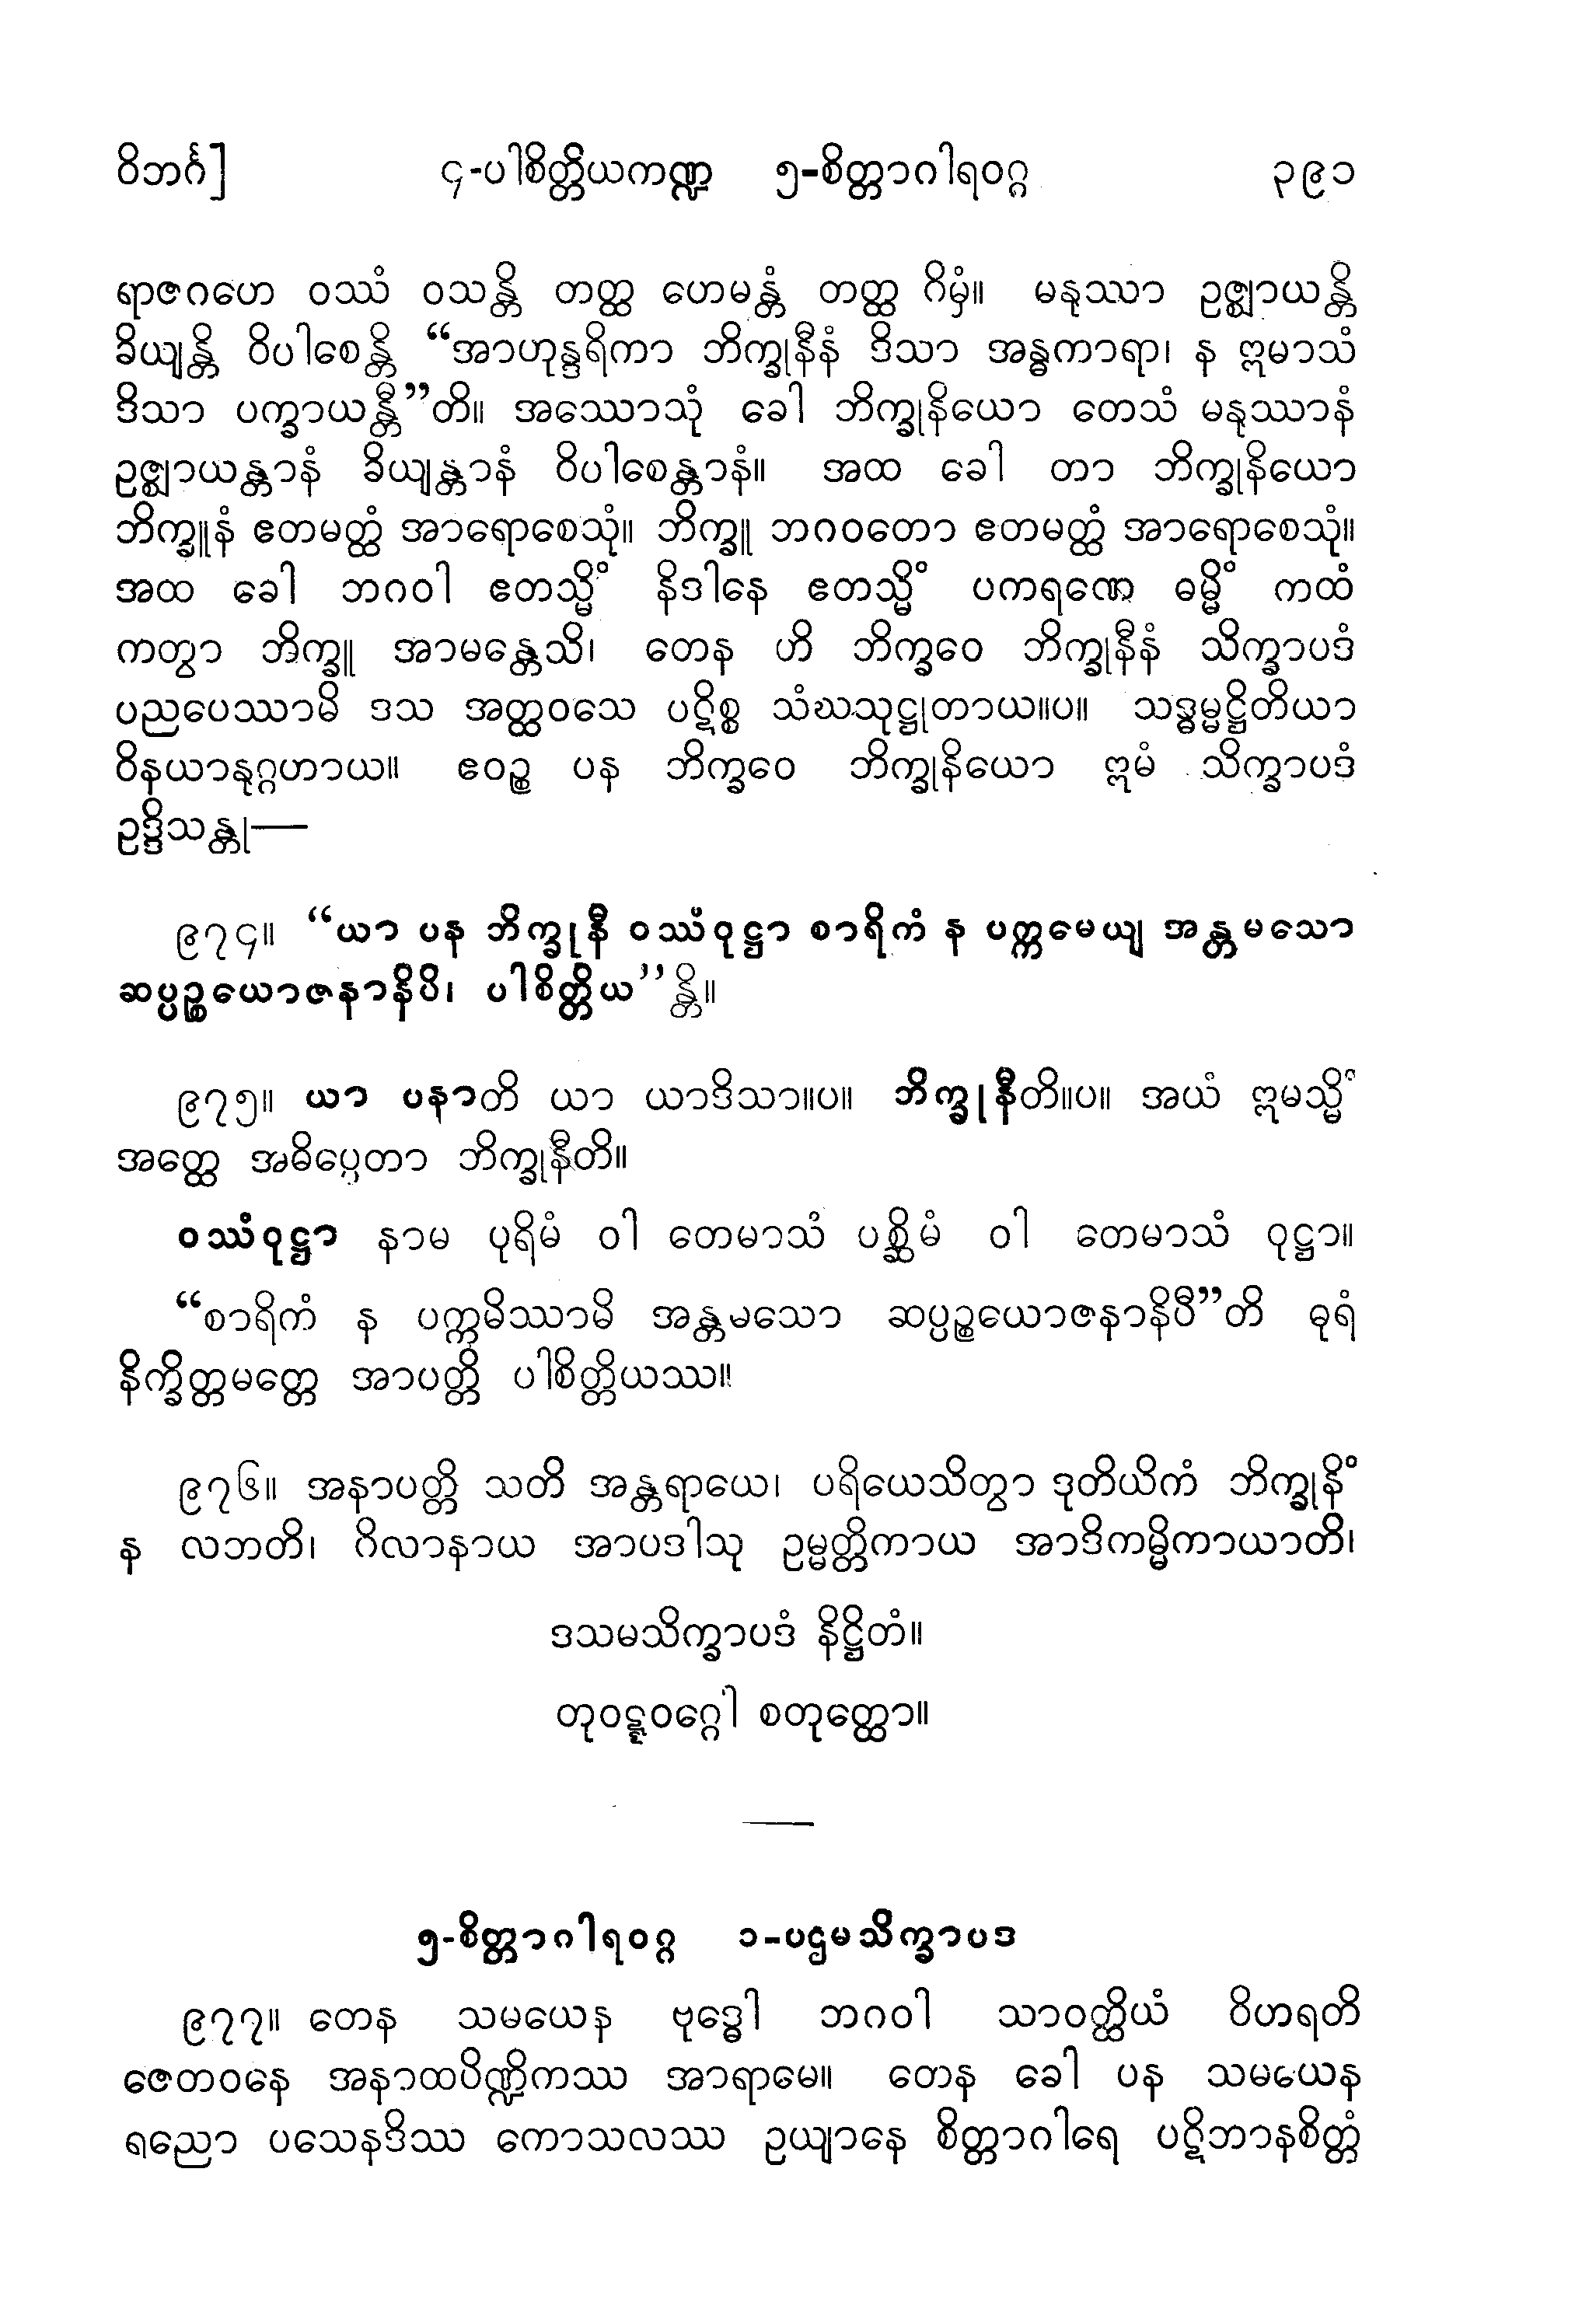 ဝိဘင်္ဂ]	၄-ပါစိတ္တိယကဏ္ဍ ၅-စိတ္တာဂါရဝဂ္ဂ	၃၉၁
ရာဇဂဟေ ဝဿံ ဝသန္တိ တတ္ထ ဟေမန္တံ တတ္ထ ဂိမှံ။ မနုဿာ ဥဇ္ဈာယန္တိ
ခိယျန္တိ ဝိပါစေန္တိ “အာဟုန္ဒရိကာ ဘိက္ခုနီနံ ဒိသာ အန္ဓကာရာ၊ န ဣမာသံ
ဒိသာ ပက္ခာယန္တီ”တိ။ အဿောသုံ ခေါ ဘိက္ခုနိယော တေသံ မနုဿာနံ
ဥဇ္ဈာယန္တာနံ ခိယျန္တာနံ ဝိပါစေန္တာနံ။ အထ ခေါ တာ ဘိက္ခုနိယော
ဘိက္ခူနံ ဧတမတ္ထံ အာရောစေသုံ။ ဘိက္ခူ ဘဂဝတော ဧတမတ္ထံ အာရောစေသုံ။
အထ ခေါ ဘဂဝါ ဧတသ္မိံ နိဒါနေ ဧတသ္မိံ ပကရဏေ ဓမ္မိံ ကထံ
ကတွာ ဘိက္ခူ အာမန္တေသိ၊ တေန ဟိ ဘိက္ခဝေ ဘိက္ခုနီနံ သိက္ခာပဒံ
ပညပေဿာမိ ဒသ အတ္ထဝသေ ပဋိစ္စ သံဃသုဋ္ဌုတာယ။ပ။ သဒ္ဓမ္မဋ္ဌိတိယာ
ဝိနယာနုဂ္ဂဟာယ။ ဧဝဉ္စ ပန ဘိက္ခဝေ ဘိက္ခုနိယော ဣမံ သိက္ခာပဒံ
ဥဒ္ဒိသန္တု—
၉၇၄။ “ယာ ပန ဘိက္ခုနီ ဝဿံဝုဋ္ဌာ စာရိကံ န ပက္ကမေယျ အန္တမသော
ဆပ္ပဉ္စယောဇနာနိပိ၊ ပါစိတ္တိယ”န္တိ။
၉၇၅။ ယာ ပနာတိ ယာ ယာဒိသာ။ပ။ ဘိက္ခုနီတိ။ပ။ အယံ ဣမသ္မိံ
အတ္ထေ အဓိပ္ပေတာ ဘိက္ခုနီတိ။
ဝဿံဝုဋ္ဌာ နာမ ပုရိမံ ဝါ တေမာသံ ပစ္ဆိမံ ဝါ တေမာသံ ဝုဋ္ဌာ။
“စာရိကံ န ပက္ကမိဿာမိ အန္တမသော ဆပ္ပဉ္စယောဇနာနိပီ”တိ ဓုရံ
နိက္ခိတ္တမတ္တေ အာပတ္တိ ပါစိတ္တိယဿ။
၉၇၆။ အနာပတ္တိ သတိ အန္တရာယေ၊ ပရိယေသိတွာ ဒုတိယိကံ ဘိက္ခုနိံ
န လဘတိ၊ ဂိလာနာယ အာပဒါသု ဥမ္မတ္တိကာယ အာဒိကမ္မိကာယာတိ၊
ဒသမသိက္ခာပဒံ နိဋ္ဌိတံ။
တုဝဋ္ဋဝဂ္ဂေါ စတုတ္ထော။
၅-စိတ္တာဂါရဝဂ္ဂ ၁-ပဌမသိက္ခာပဒ
၉၇၇။ တေန သမယေန ဗုဒ္ဓေါ ဘဂဝါ သာဝတ္ထိယံ ဝိဟရတိ
ဇေတဝနေ အနာထပိဏ္ဍိကဿ အာရာမေ။ တေန ခေါ ပန သမယေန
ရညော ပသေနဒိဿ ကောသလဿ ဥယျာနေ စိတ္တာဂါရေ ပဋိဘာနစိတ္တံ